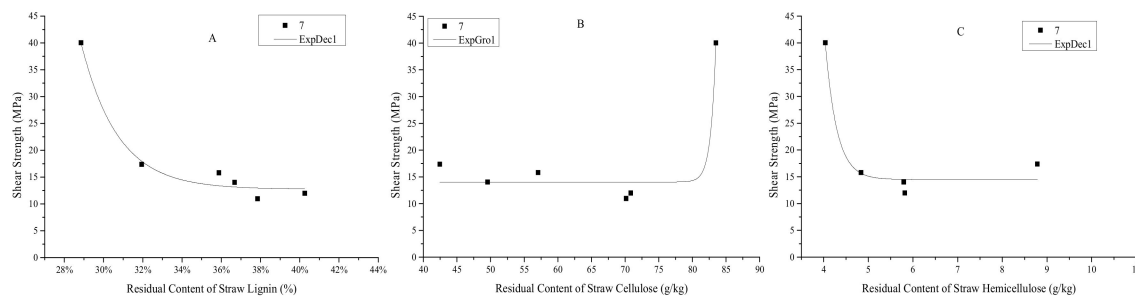 A
7
ExpDec1
45
40
35
30
25
20
15
10
5
0
Shear Strength (MPa)
28% 30% 32% 34% 36% 38% 40% 42% 44%
Residual Content of Straw Lignin (%)
B
7
ExpGro1
45
40
35
30
25
20
15
10
5
0
Shear Strength (MPa)
40 45 50 55 60 65 70 75 80 85 90
Residual Content of Straw Cellulose (g/kg)
C
7
ExpDec1
45
40
35
30
25
20
15
10
5
0
Shear Strength (MPa)
4 5 6 7 8 9 10
Residual Content of Straw Hemicellulose (g/kg)